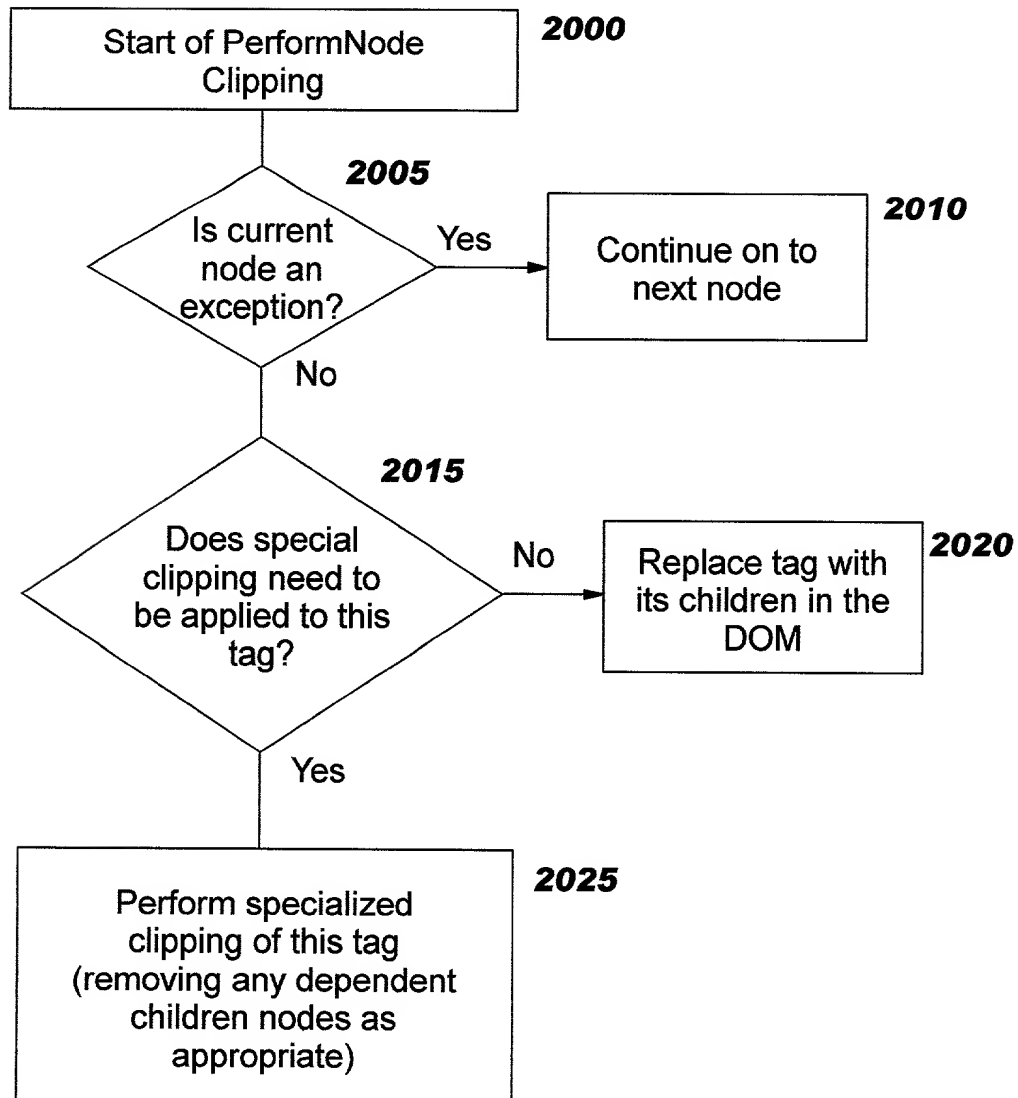 Start of PerformNode
Clipping
2000
2005
Is current
node an
exception?
Yes
2010
Continue on to
next node
No
2015
Does special
clipping need to
be applied to this
tag?
No
2020
Replace tag with
its children in the
DOM
Yes
2025
Perform specialized
clipping of this tag
(removing any dependent
children nodes as
appropriate)